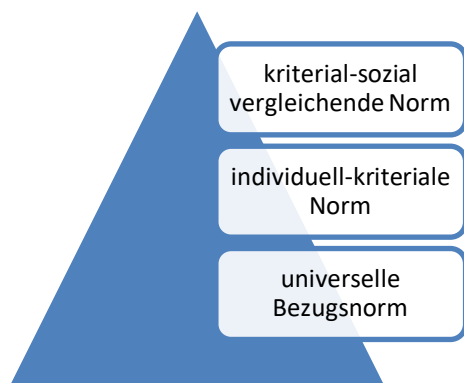 kriterial-sozial
vergleichende Norm
individuell-kriteriale
Norm
universelle
Bezugsnorm